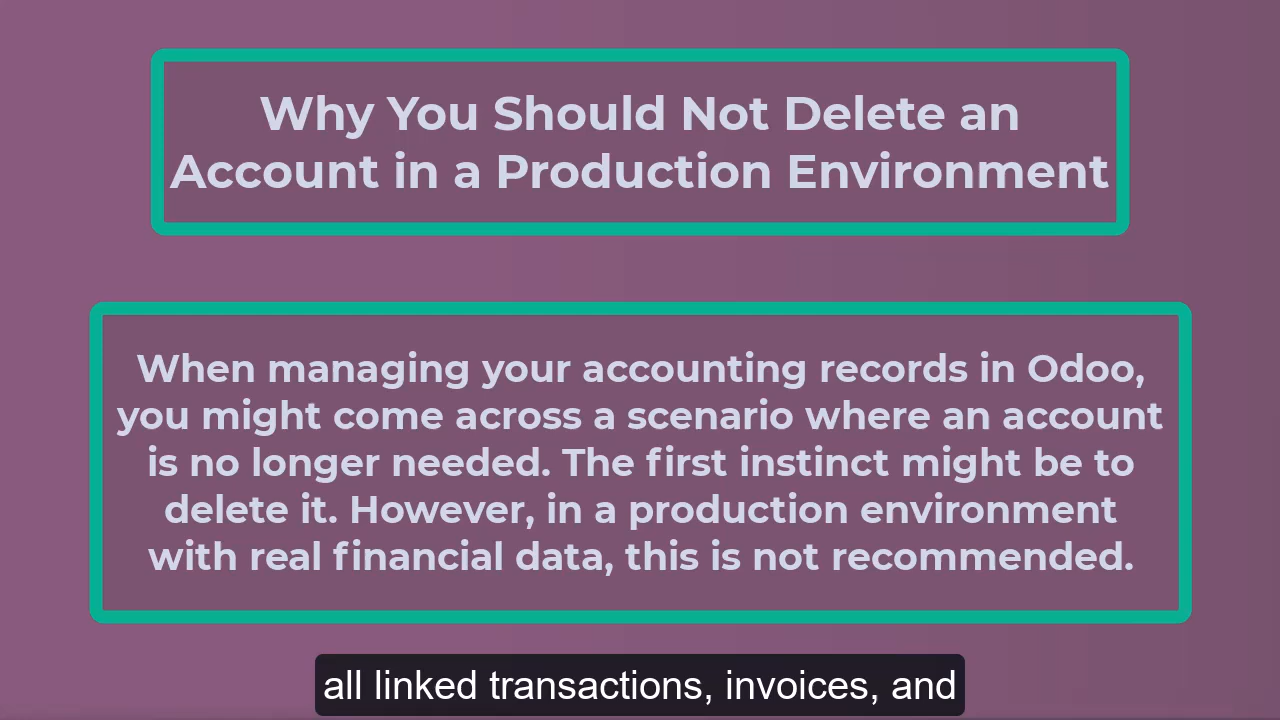 Why You Should Not Delete an
Account in a Production Environment
When managing your accounting records in Odoo,
you might come across a scenario where an account
is no longer needed. The first instinct might be to
delete it. However, in a production environment
with real financial data, this is not recommended.
all linked transactions, invoices, and